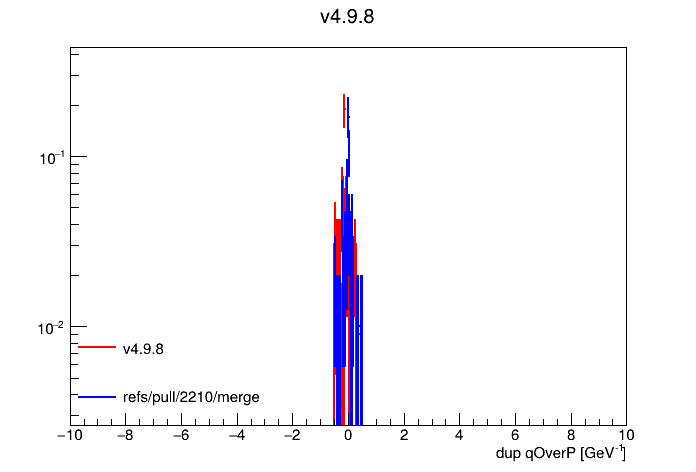 v4.9.8
10⁻¹
10⁻²
v4.9.8
refs/pull/2210/merge
−10 −8 −6 −4 −2 0 2 4 6 8 10
dup qOverP [GeV⁻¹]